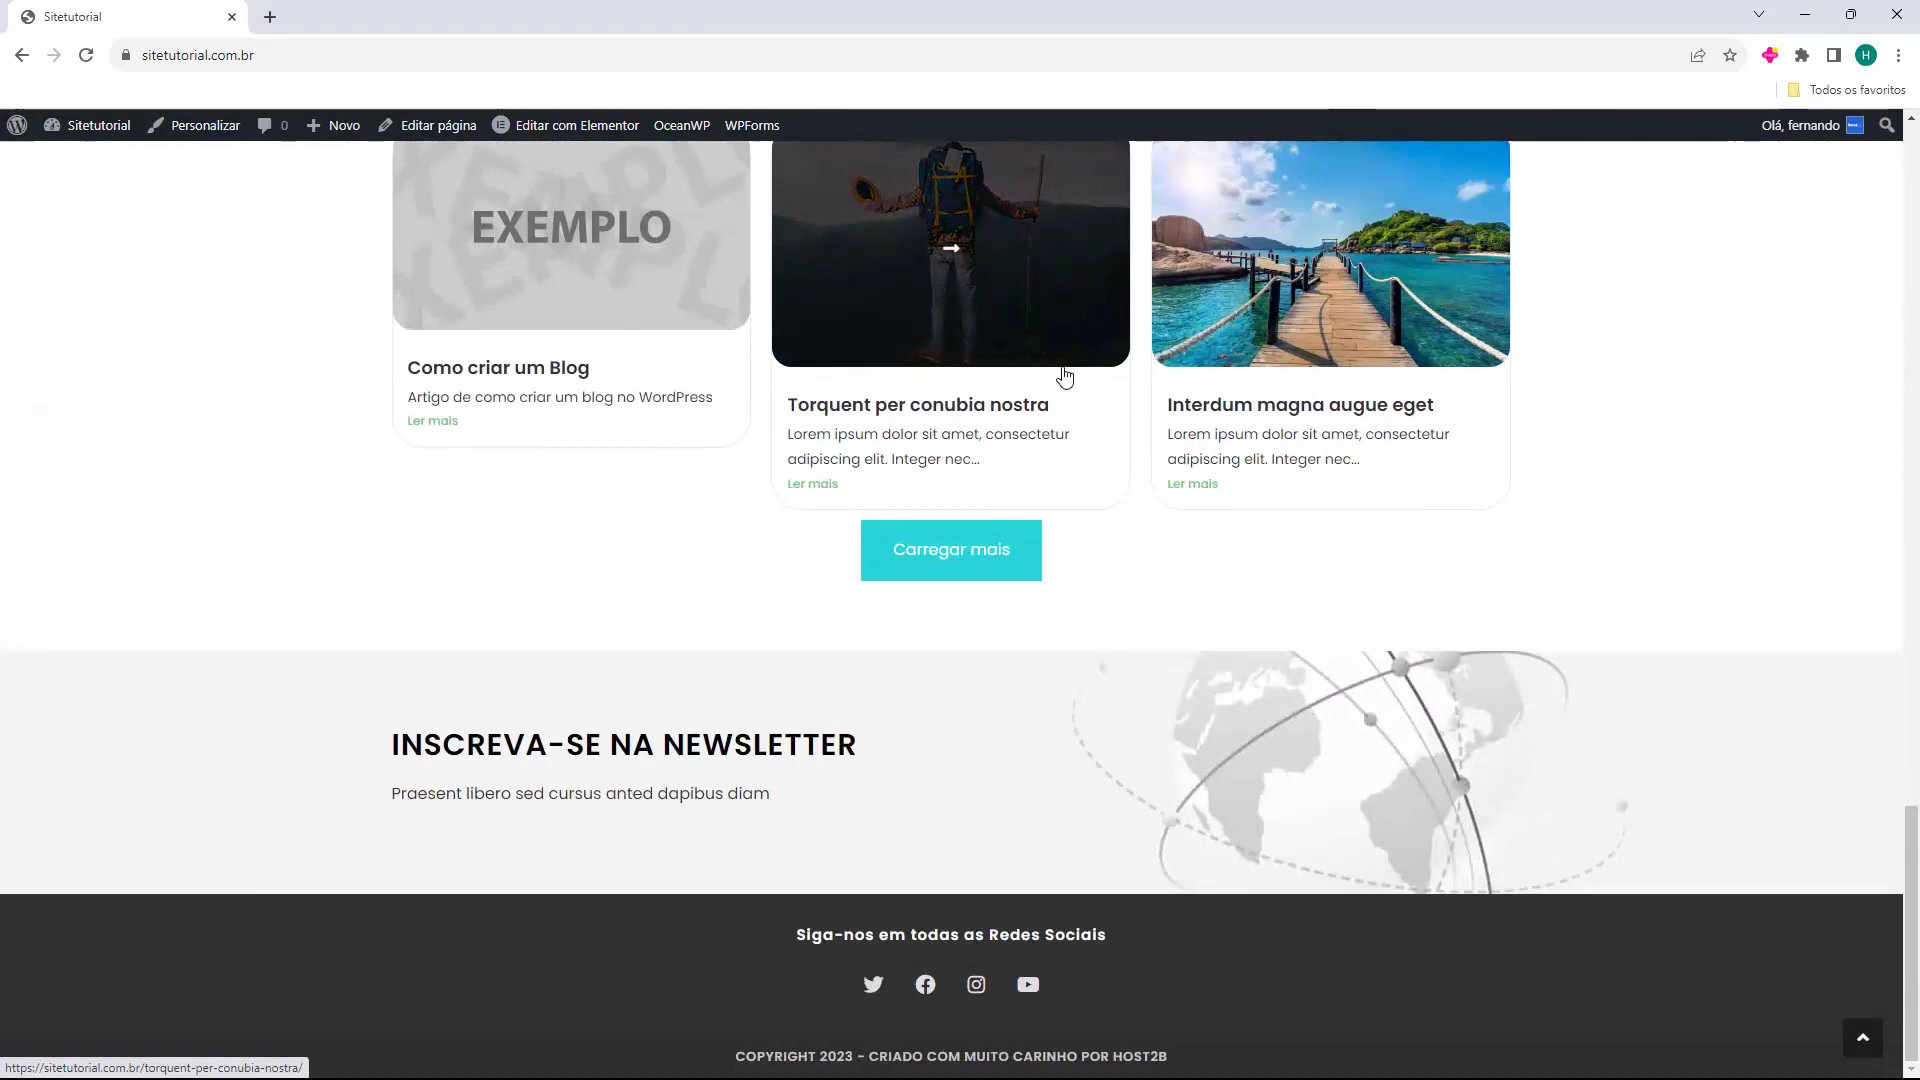 Sitetutorial
sitetutorial.com.br
H
Todos os favoritos
Sitetutorial
Personalizar
0
Novo
Editar página
Editar com Elementor
OceanWP
WPForms
Olá, fernando
EXEMPLO
Como criar um Blog
Artigo de como criar um blog no WordPress
Ler mais
Torquent per conubia nostra
Lorem ipsum dolor sit amet, consectetur
adipiscing elit. Integer nec...
Ler mais
Interdum magna augue eget
Lorem ipsum dolor sit amet, consectetur
adipiscing elit. Integer nec...
Ler mais
Carregar mais
INSCREVA-SE NA NEWSLETTER
Praesent libero sed cursus anted dapibus diam
Siga-nos em todas as Redes Sociais
COPYRIGHT 2023 - CRIADO COM MUITO CARINHO POR HOST2B
https://sitetutorial.com.br/torquent-per-conubia-nostra/